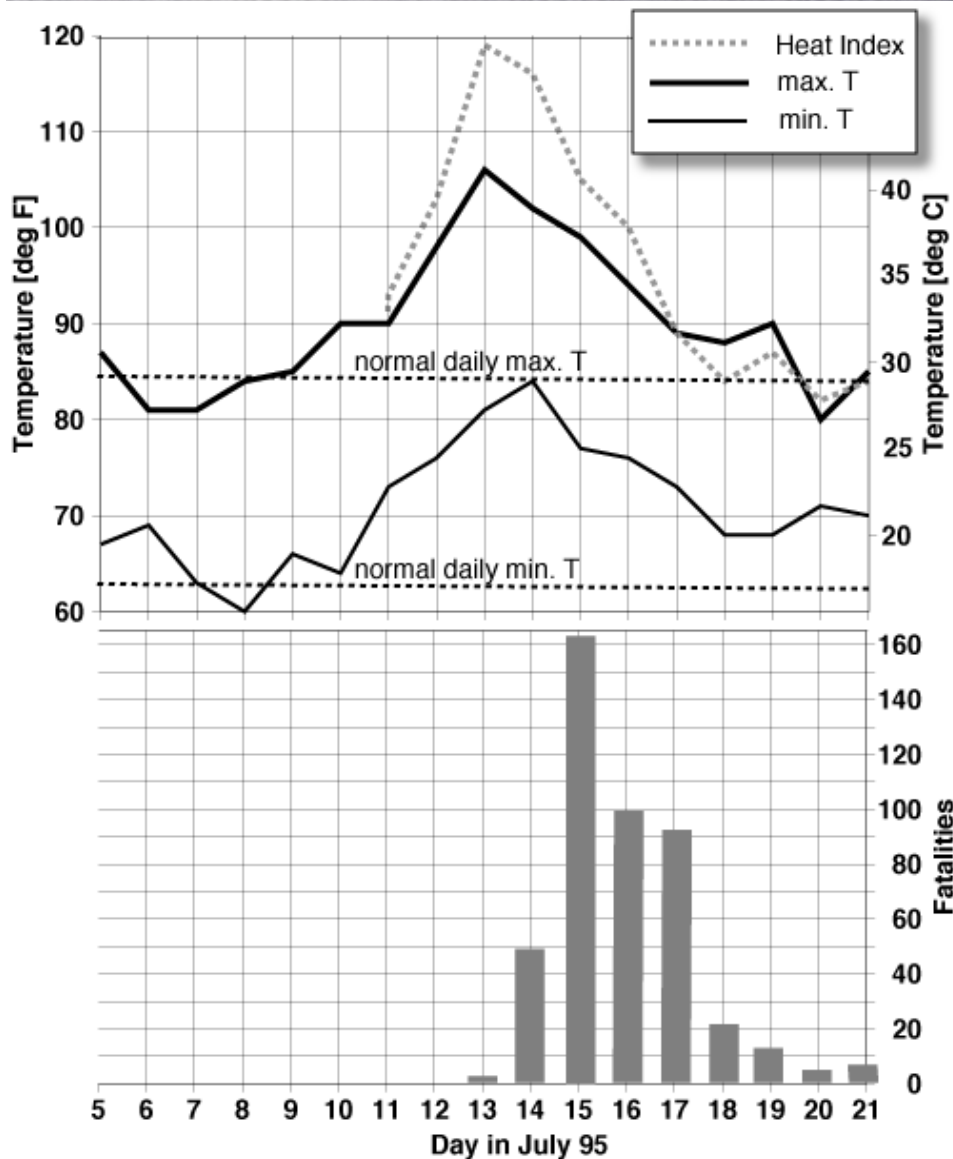 120
110
100
90
80
70
60
Temperature [deg F]
Heat Index
max. T
min. T
40
35
30
25
20
Temperature [deg C]
normal daily max. T
normal daily min. T
160
140
120
100
80
60
40
20
0
Fatalities
5 6 7 8 9 10 11 12 13 14 15 16 17 18 19 20 21
Day in July 95